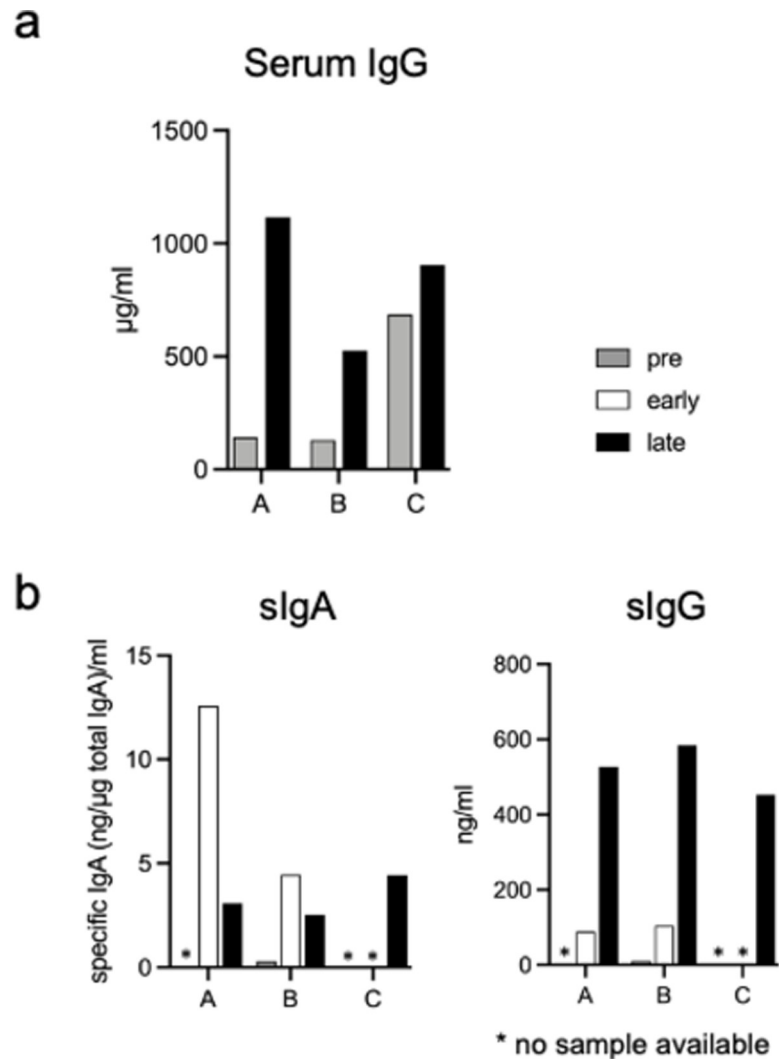 a
Serum IgG
1500
1000
500
0
µg/ml
A B C
pre
early
late
b
sIgA
15
10
5
0
specific IgA (ng/µg total IgA)/ml
* * *
A B C
sIgG
800
600
400
200
0
ng/ml
* * *
A B C
* no sample available